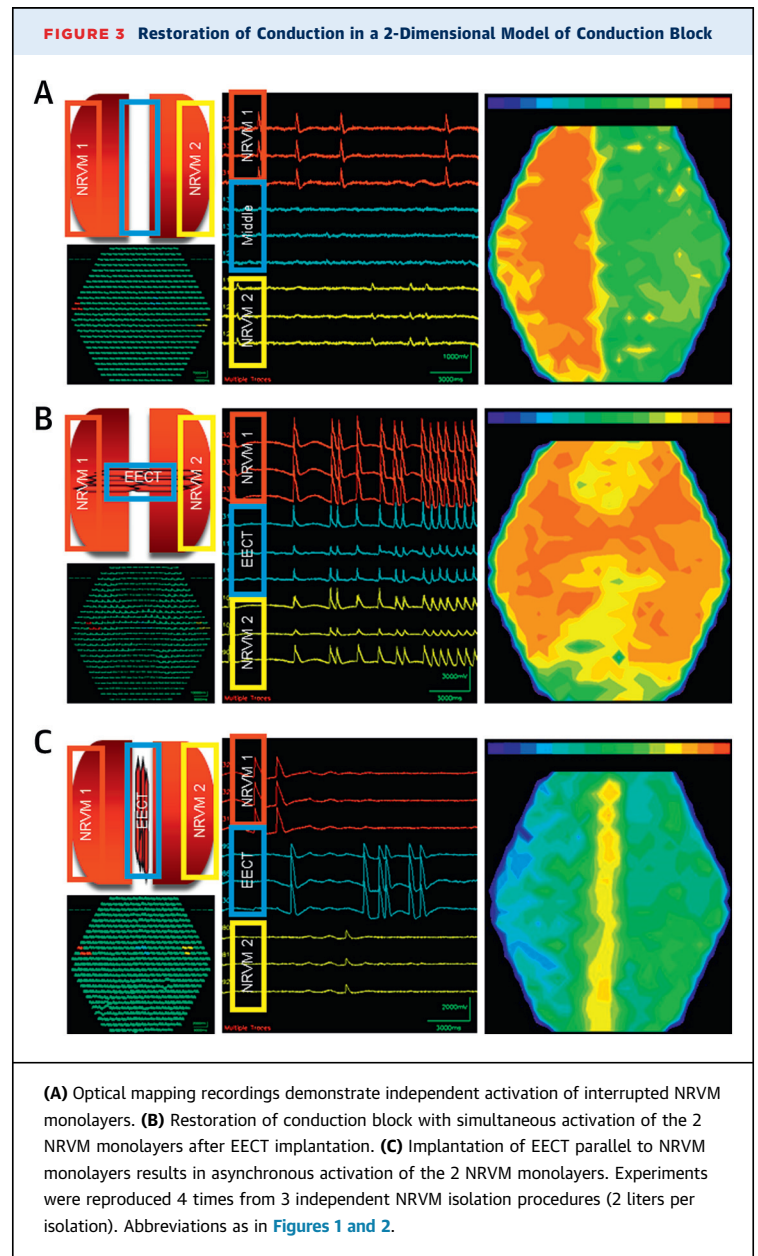 FIGURE 3 Restoration of Conduction in a 2-Dimensional Model of Conduction Block
A
NRVM 1
NRVM 2
NRVM 1
Middle
NRVM 2
1000mV
3000ms
Multiple Traces
B
NRVM 1
EECT
NRVM 2
NRVM 1
EECT
NRVM 2
3000mV
3000ms
Multiple Traces
C
NRVM 1
EECT
NRVM 2
NRVM 1
EECT
NRVM 2
2000mV
3000ms
Multiple Traces
(A) Optical mapping recordings demonstrate independent activation of interrupted NRVM
monolayers. (B) Restoration of conduction block with simultaneous activation of the 2
NRVM monolayers after EECT implantation. (C) Implantation of EECT parallel to NRVM
monolayers results in asynchronous activation of the 2 NRVM monolayers. Experiments
were reproduced 4 times from 3 independent NRVM isolation procedures (2 liters per
isolation). Abbreviations as in Figures 1 and 2.